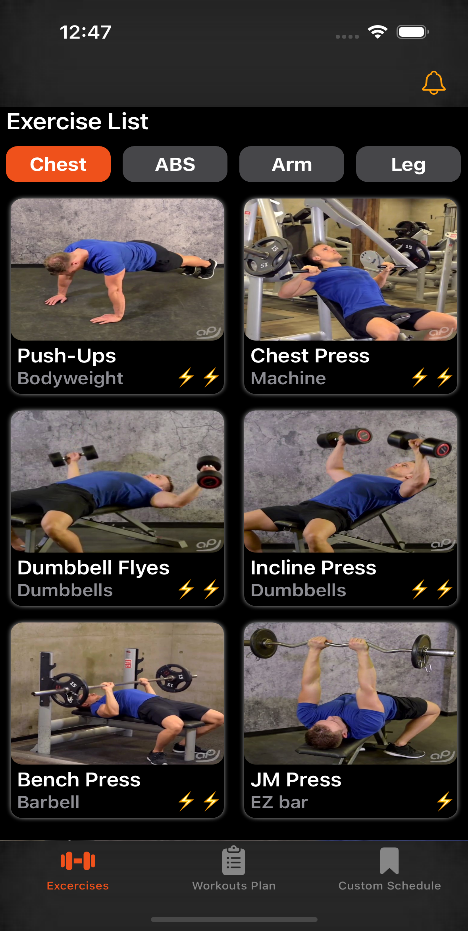 12:47
Exercise List
Chest
ABS
Arm
Leg
Push-Ups
Bodyweight
Chest Press
Machine
Dumbbell Flyes
Dumbbells
Incline Press
Dumbbells
Bench Press
Barbell
JM Press
EZ bar
Excercises
Workouts Plan
Custom Schedule